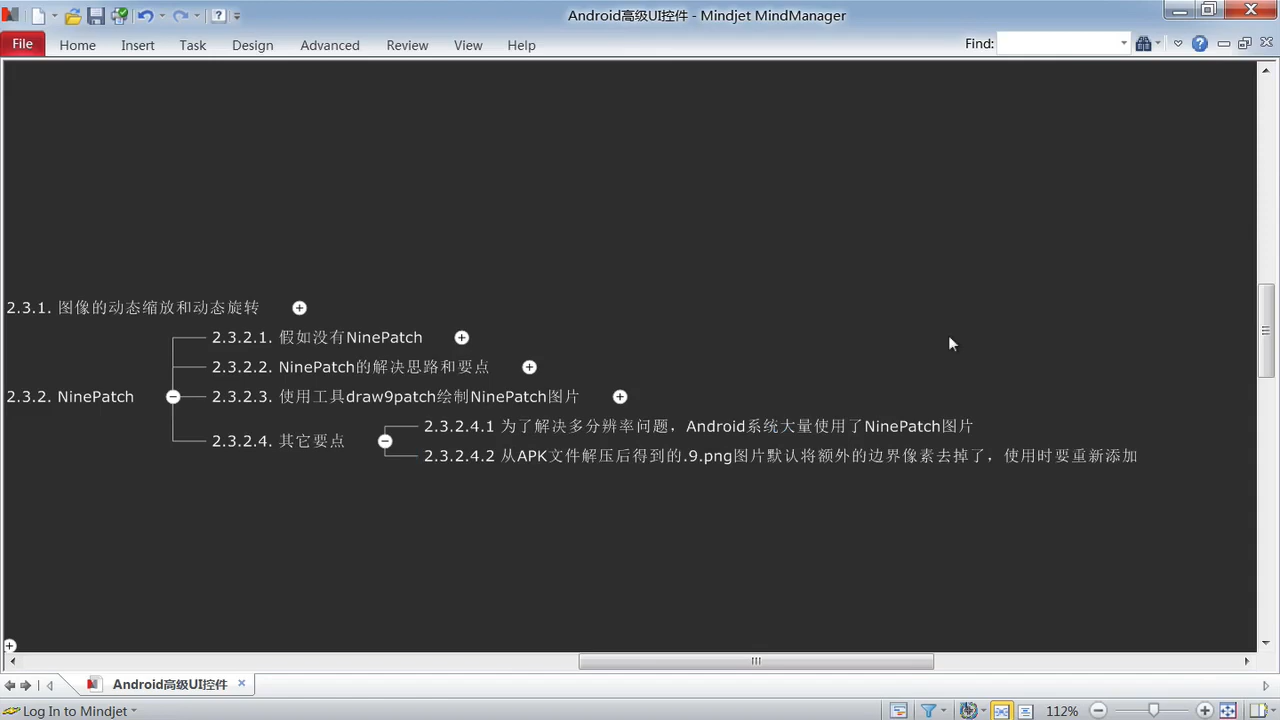 Android高级UI控件 - Mindjet MindManager
File Home Insert Task Design Advanced Review View Help Find:
2.3.1. 图像的动态缩放和动态旋转
2.3.2.1. 假如没有NinePatch
2.3.2.2. NinePatch的解决思路和要点
2.3.2. NinePatch
2.3.2.3. 使用工具draw9patch绘制NinePatch图片
2.3.2.4. 其它要点
2.3.2.4.1 为了解决多分辨率问题，Android系统大量使用了NinePatch图片
2.3.2.4.2 从APK文件解压后得到的.9.png图片默认将额外的边界像素去掉了，使用时要重新添加
Android高级UI控件
Log In to Mindjet 112%